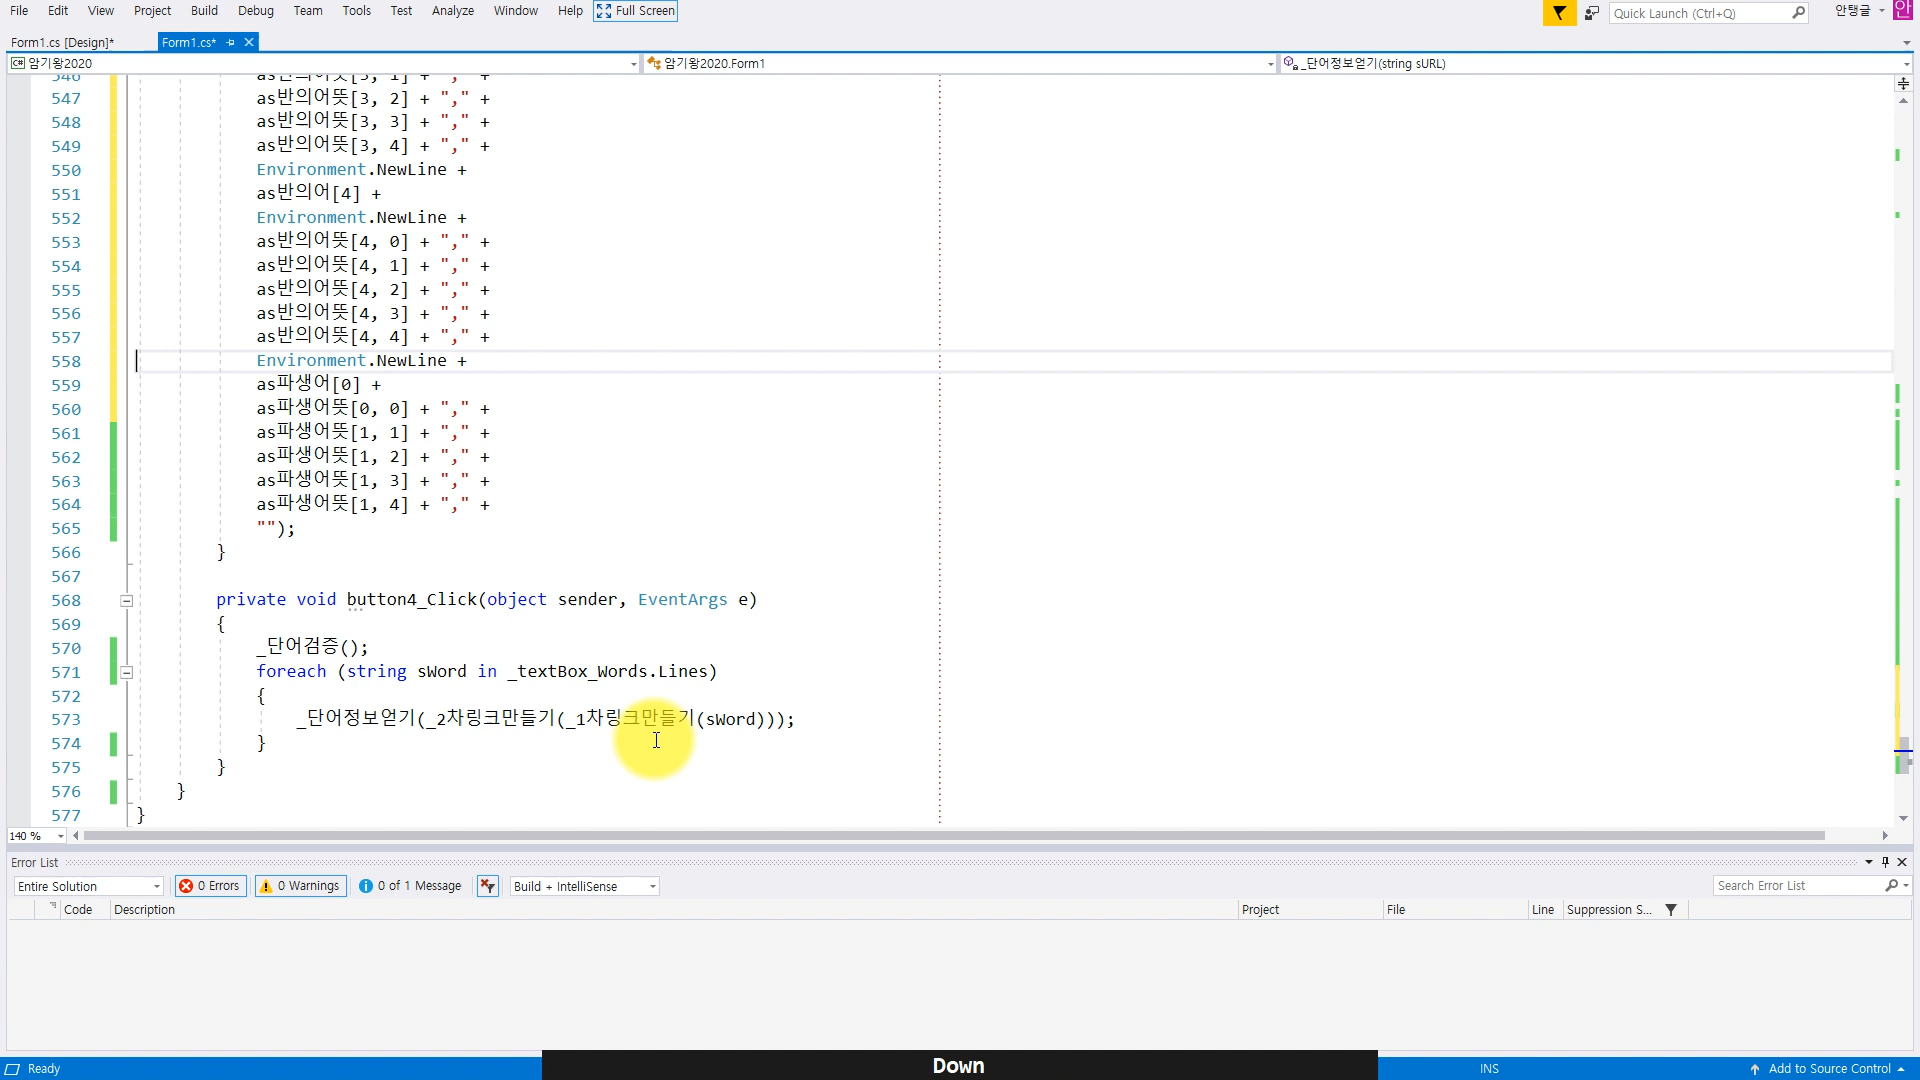 File Edit View Project Build Debug Team Tools Test Analyze Window Help Full Screen Quick Launch (Ctrl+Q) 안탱글 안
Form1.cs [Design]* Form1.cs*
C# 암기왕2020 암기왕2020.Form1 _단어정보얻기(string sURL)
546 as반의어뜻[3, 1] + "," +
547 as반의어뜻[3, 2] + "," +
548 as반의어뜻[3, 3] + "," +
549 as반의어뜻[3, 4] + "," +
550 Environment.NewLine +
551 as반의어[4] +
552 Environment.NewLine +
553 as반의어뜻[4, 0] + "," +
554 as반의어뜻[4, 1] + "," +
555 as반의어뜻[4, 2] + "," +
556 as반의어뜻[4, 3] + "," +
557 as반의어뜻[4, 4] + "," +
558 Environment.NewLine +
559 as파생어[0] +
560 as파생어뜻[0, 0] + "," +
561 as파생어뜻[1, 1] + "," +
562 as파생어뜻[1, 2] + "," +
563 as파생어뜻[1, 3] + "," +
564 as파생어뜻[1, 4] + "," +
565 "");
566 }
567
568 private void button4_Click(object sender, EventArgs e)
569 {
570 _단어검증();
571 foreach (string sWord in _textBox_Words.Lines)
572 {
573 _단어정보얻기(_2차링크만들기(_1차링크만들기(sWord)));
574 }
575 }
576 }
577 }
140 %
Error List
Entire Solution 0 Errors 0 Warnings 0 of 1 Message Build + IntelliSense Search Error List
Code Description Project File Line Suppression S...
Ready Down INS Add to Source Control